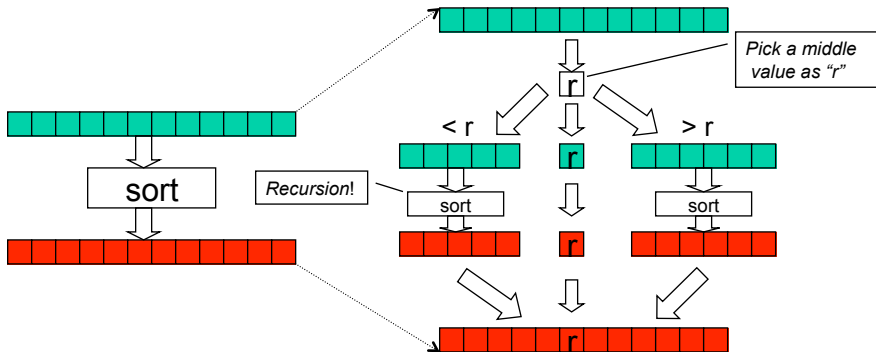 Pick a middle
value as “r”
r
< r
> r
r
sort
Recursion!
sort
sort
r
r